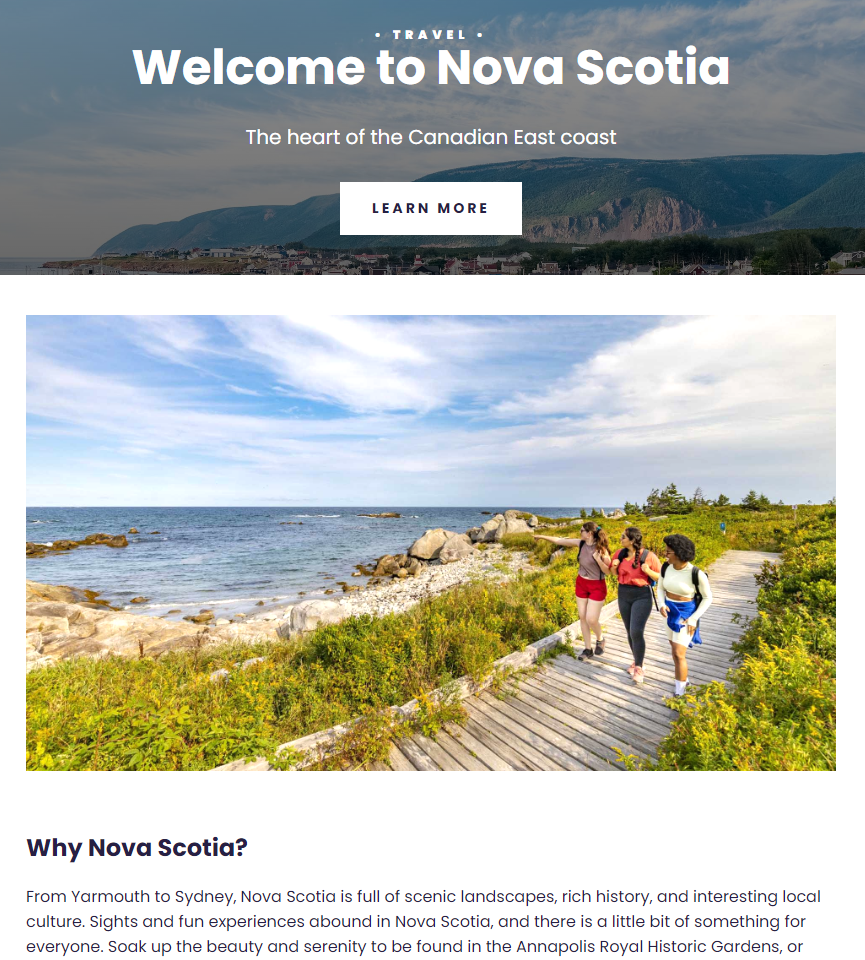 • TRAVEL •
Welcome to Nova Scotia
The heart of the Canadian East coast
LEARN MORE
Why Nova Scotia?
From Yarmouth to Sydney, Nova Scotia is full of scenic landscapes, rich history, and interesting local
culture. Sights and fun experiences abound in Nova Scotia, and there is a little bit of something for
everyone. Soak up the beauty and serenity to be found in the Annapolis Royal Historic Gardens, or